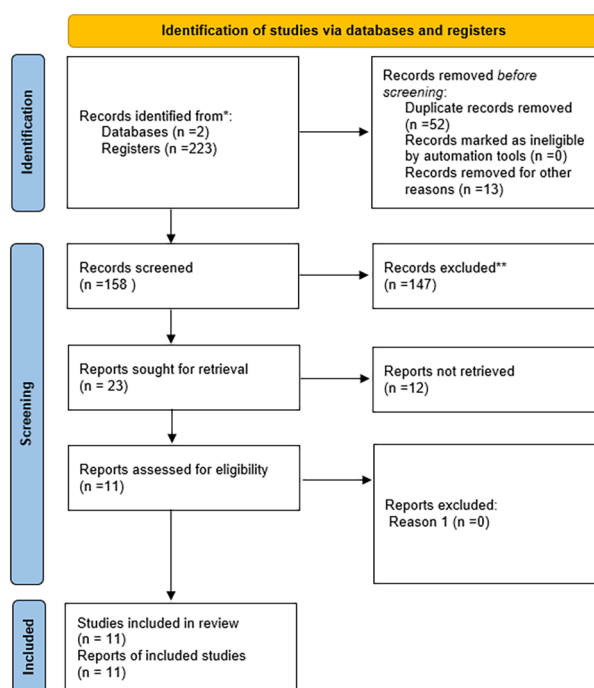 Identification of studies via databases and registers
Identification
Records identified from*:
Databases (n =2)
Registers (n =223)
Records removed before
screening:
Duplicate records removed
(n =52)
Records marked as ineligible
by automation tools (n =0)
Records removed for other
reasons (n =13)
Screening
Records screened
(n =158 )
Records excluded**
(n =147)
Reports sought for retrieval
(n = 23)
Reports not retrieved
(n =12)
Reports assessed for eligibility
(n =11)
Reports excluded:
Reason 1 (n =0)
Included
Studies included in review
(n = 11)
Reports of included studies
(n = 11)